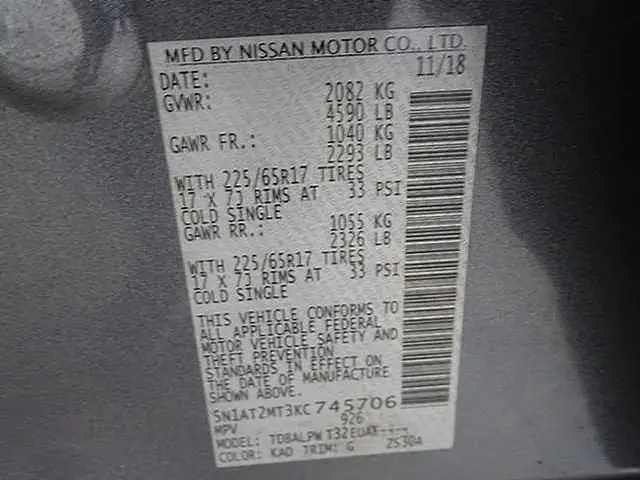 MFD BY NISSAN MOTOR CO., LTD.
DATE: 11/18
GVWR: 2082 KG
4590 LB
GAWR FR.: 1040 KG
2293 LB
WITH 225/65R17 TIRES
17 X 7J RIMS AT 33 PSI
COLD SINGLE
GAWR RR.: 1055 KG
2326 LB
WITH 225/65R17 TIRES
17 X 7J RIMS AT 33 PSI
COLD SINGLE
THIS VEHICLE CONFORMS TO
ALL APPLICABLE FEDERAL
MOTOR VEHICLE SAFETY AND
THEFT PREVENTION
STANDARDS IN EFFECT ON
THE DATE OF MANUFACTURE
SHOWN ABOVE.
5N1AT2MT3KC745706
MPV 926
MODEL: T32
COLOR: KAD TRIM: G ZS30A